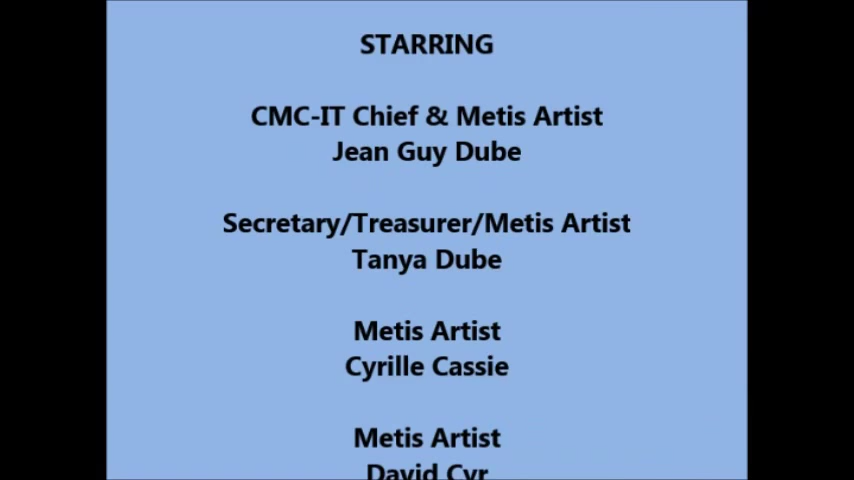 STARRING
CMC-IT Chief & Metis Artist
Jean Guy Dube
Secretary/Treasurer/Metis Artist
Tanya Dube
Metis Artist
Cyrille Cassie
Metis Artist
David Cyr